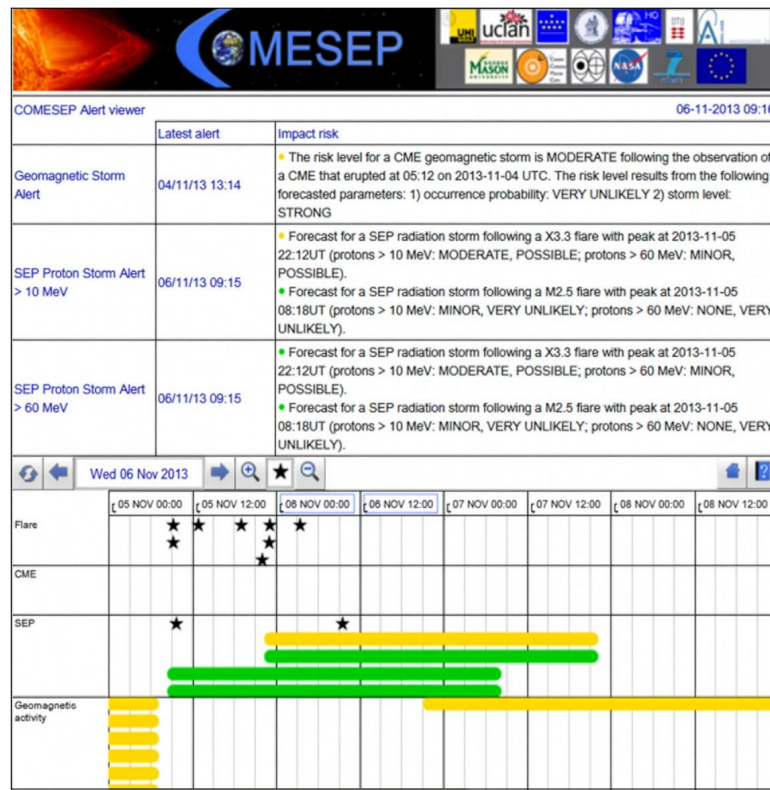 COMESEP
UNI
GRAZ
uclan
HQ
DTU
GEORGE
MASON
UNIVERSITY
NASA
COMESEP Alert viewer 06-11-2013 09:16
Latest alert Impact risk
Geomagnetic Storm
Alert
04/11/13 13:14
• The risk level for a CME geomagnetic storm is MODERATE following the observation of
a CME that erupted at 05:12 on 2013-11-04 UTC. The risk level results from the following
forecasted parameters: 1) occurrence probability: VERY UNLIKELY 2) storm level:
STRONG
SEP Proton Storm Alert
> 10 MeV
06/11/13 09:15
• Forecast for a SEP radiation storm following a X3.3 flare with peak at 2013-11-05
22:12UT (protons > 10 MeV: MODERATE, POSSIBLE; protons > 60 MeV: MINOR,
POSSIBLE).
• Forecast for a SEP radiation storm following a M2.5 flare with peak at 2013-11-05
08:18UT (protons > 10 MeV: MINOR, VERY UNLIKELY; protons > 60 MeV: NONE, VERY
UNLIKELY).
SEP Proton Storm Alert
> 60 MeV
06/11/13 09:15
• Forecast for a SEP radiation storm following a X3.3 flare with peak at 2013-11-05
22:12UT (protons > 10 MeV: MODERATE, POSSIBLE; protons > 60 MeV: MINOR,
POSSIBLE).
• Forecast for a SEP radiation storm following a M2.5 flare with peak at 2013-11-05
08:18UT (protons > 10 MeV: MINOR, VERY UNLIKELY; protons > 60 MeV: NONE, VERY
UNLIKELY).
Wed 06 Nov 2013 ?
05 NOV 00:00 05 NOV 12:00 06 NOV 00:00 06 NOV 12:00 07 NOV 00:00 07 NOV 12:00 08 NOV 00:00 08 NOV 12:00
Flare
CME
SEP
Geomagnetis
activity